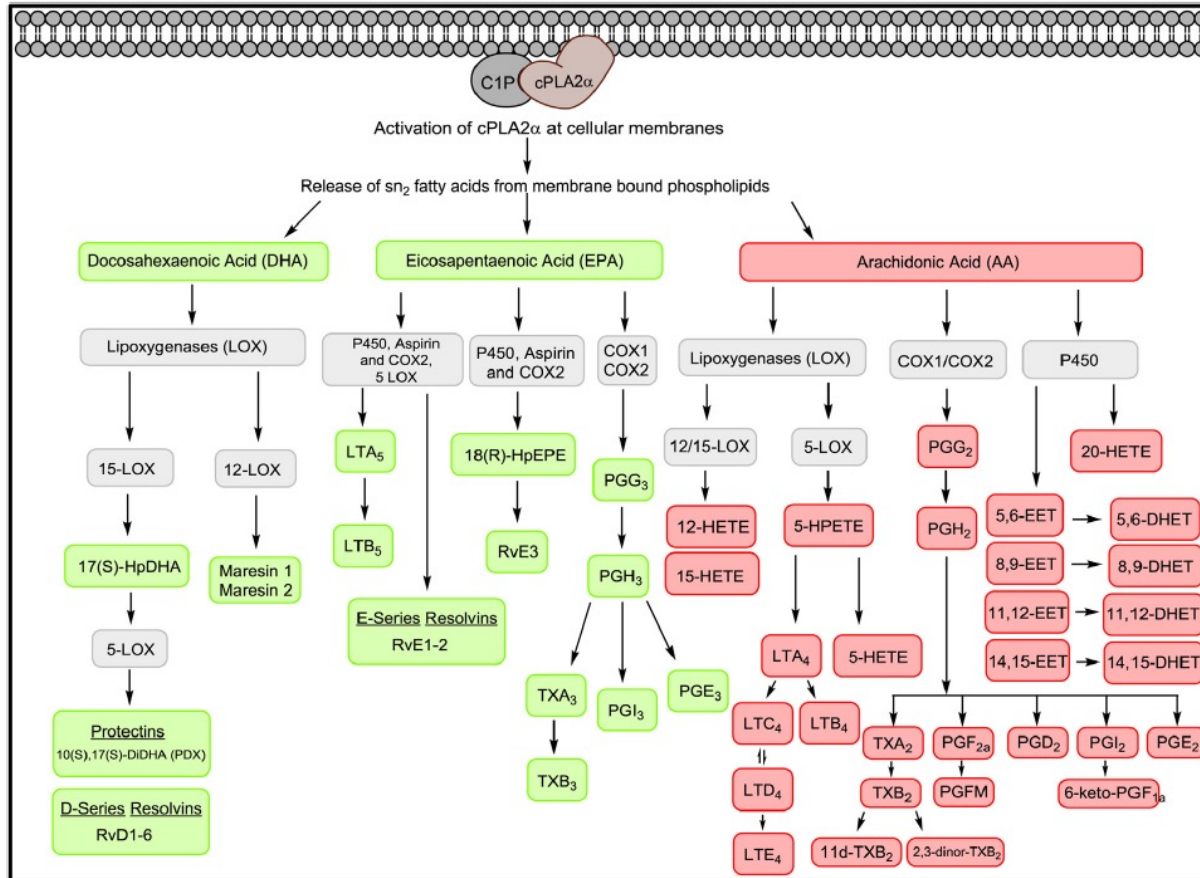 C1P
cPLA2α
Activation of cPLA2α at cellular membranes
Release of sn₂ fatty acids from membrane bound phospholipids
Docosahexaenoic Acid (DHA)
Eicosapentaenoic Acid (EPA)
Arachidonic Acid (AA)
Lipoxygenases (LOX)
P450, Aspirin
and COX2,
5 LOX
P450, Aspirin
and COX2
COX1
COX2
Lipoxygenases (LOX)
COX1/COX2
P450
15-LOX
12-LOX
LTA₅
18(R)-HpEPE
PGG₃
12/15-LOX
5-LOX
PGG₂
20-HETE
17(S)-HpDHA
Maresin 1
Maresin 2
LTB₅
RvE3
PGH₃
12-HETE
15-HETE
5-HPETE
PGH₂
5,6-EET
5,6-DHET
8,9-EET
8,9-DHET
11,12-EET
11,12-DHET
14,15-EET
14,15-DHET
5-LOX
E-Series Resolvins
RvE1-2
TXA₃
PGI₃
PGE₃
LTA₄
5-HETE
Protectins
10(S),17(S)-DiDHA (PDX)
TXB₃
LTC₄
LTB₄
TXA₂
PGF₂a
PGD₂
PGI₂
PGE₂
D-Series Resolvins
RvD1-6
LTD₄
TXB₂
PGFM
6-keto-PGF₁a
LTE₄
11d-TXB₂
2,3-dinor-TXB₂